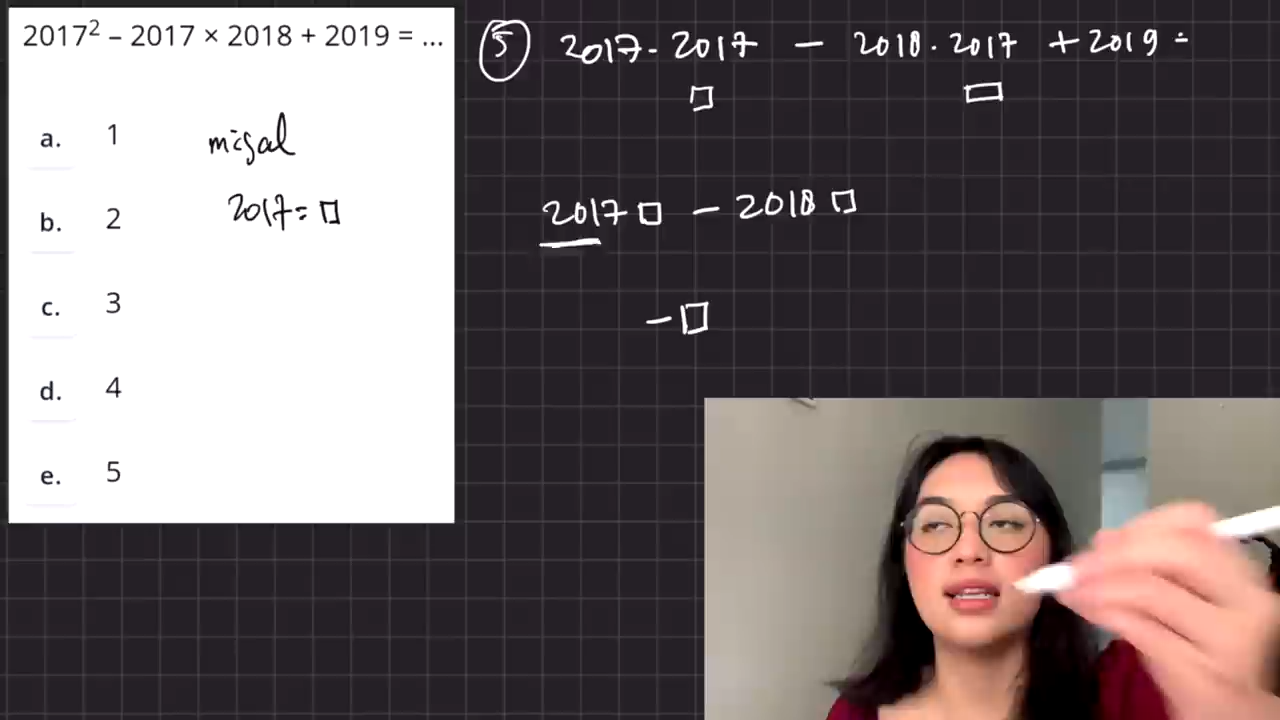 2017² – 2017 × 2018 + 2019 = ...
a. 1
b. 2
c. 3
d. 4
e. 5
misal
2017 = □
5 2017 · 2017 – 2018 · 2017 + 2019 =
□ □
2017 □ – 2018 □
– □